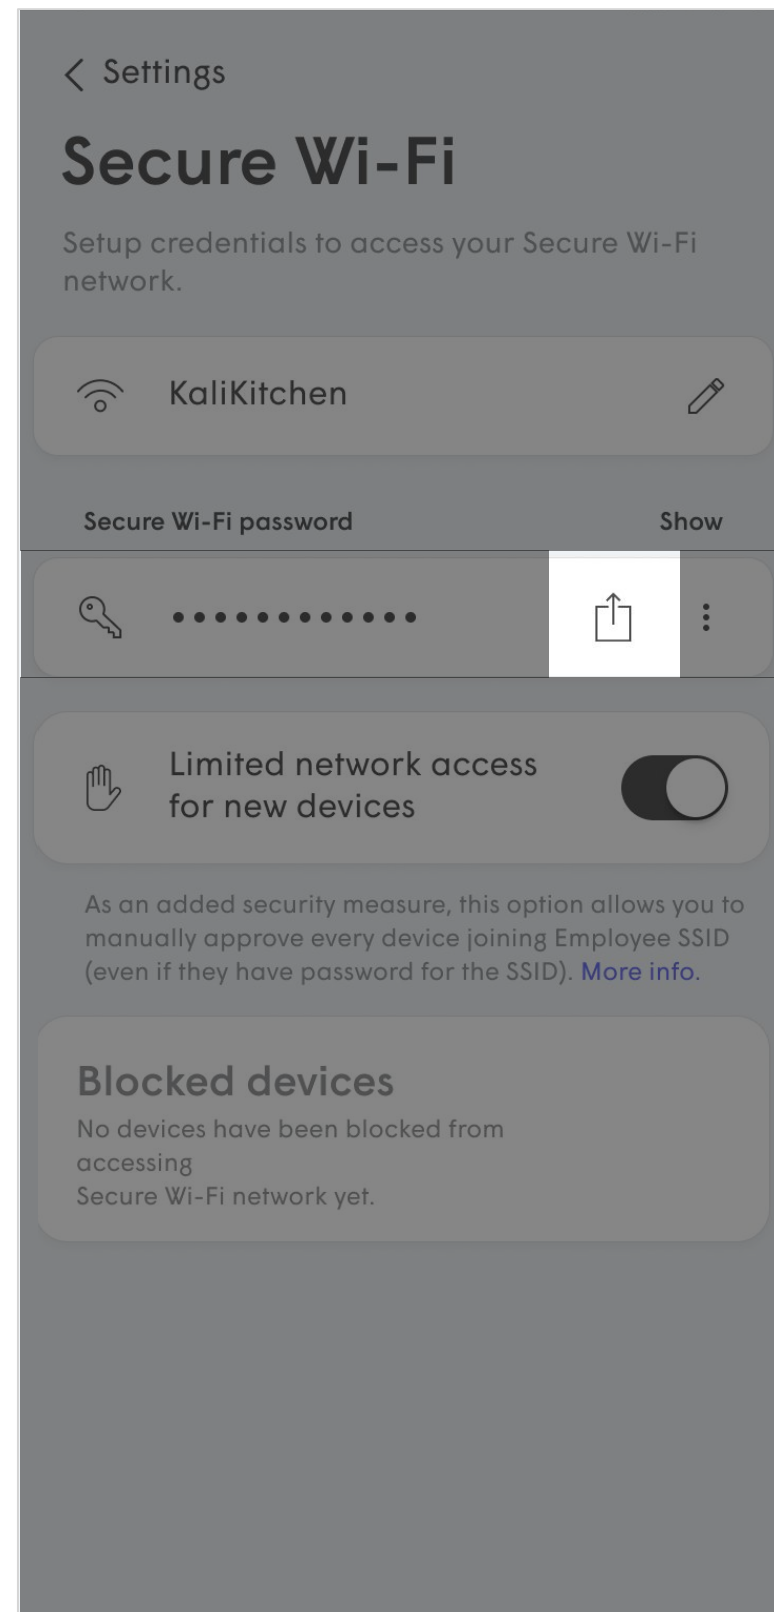 Settings
Secure Wi-Fi
Setup credentials to access your Secure Wi-Fi
network.
KaliKitchen
Secure Wi-Fi password Show
••••••••••••
Limited network access
for new devices
As an added security measure, this option allows you to
manually approve every device joining Employee SSID
(even if they have password for the SSID). More info.
Blocked devices
No devices have been blocked from
accessing
Secure Wi-Fi network yet.